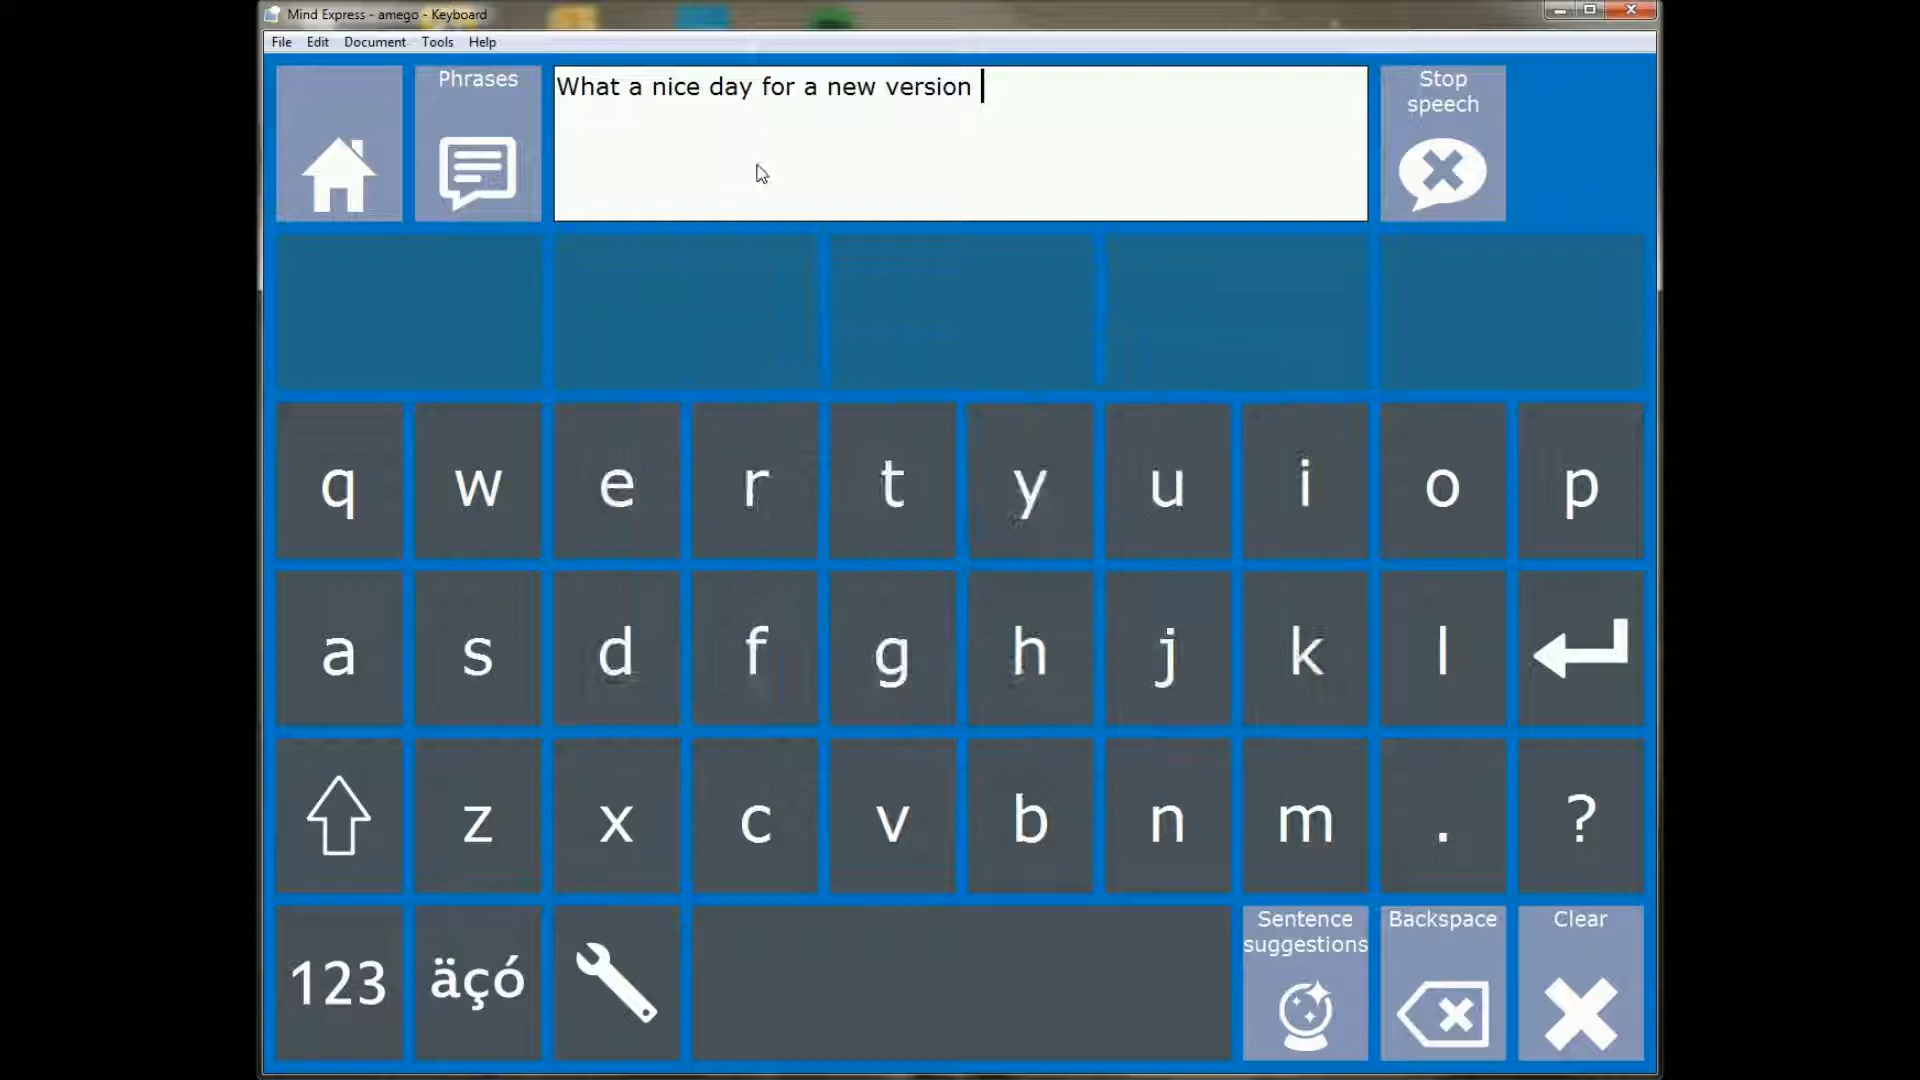 Mind Express - amego - Keyboard
File Edit Document Tools Help
Phrases
What a nice day for a new version
Stop
speech
q w e r t y u i o p
a s d f g h j k l
z x c v b n m . ?
123 äçó
Sentence
suggestions
Backspace
Clear